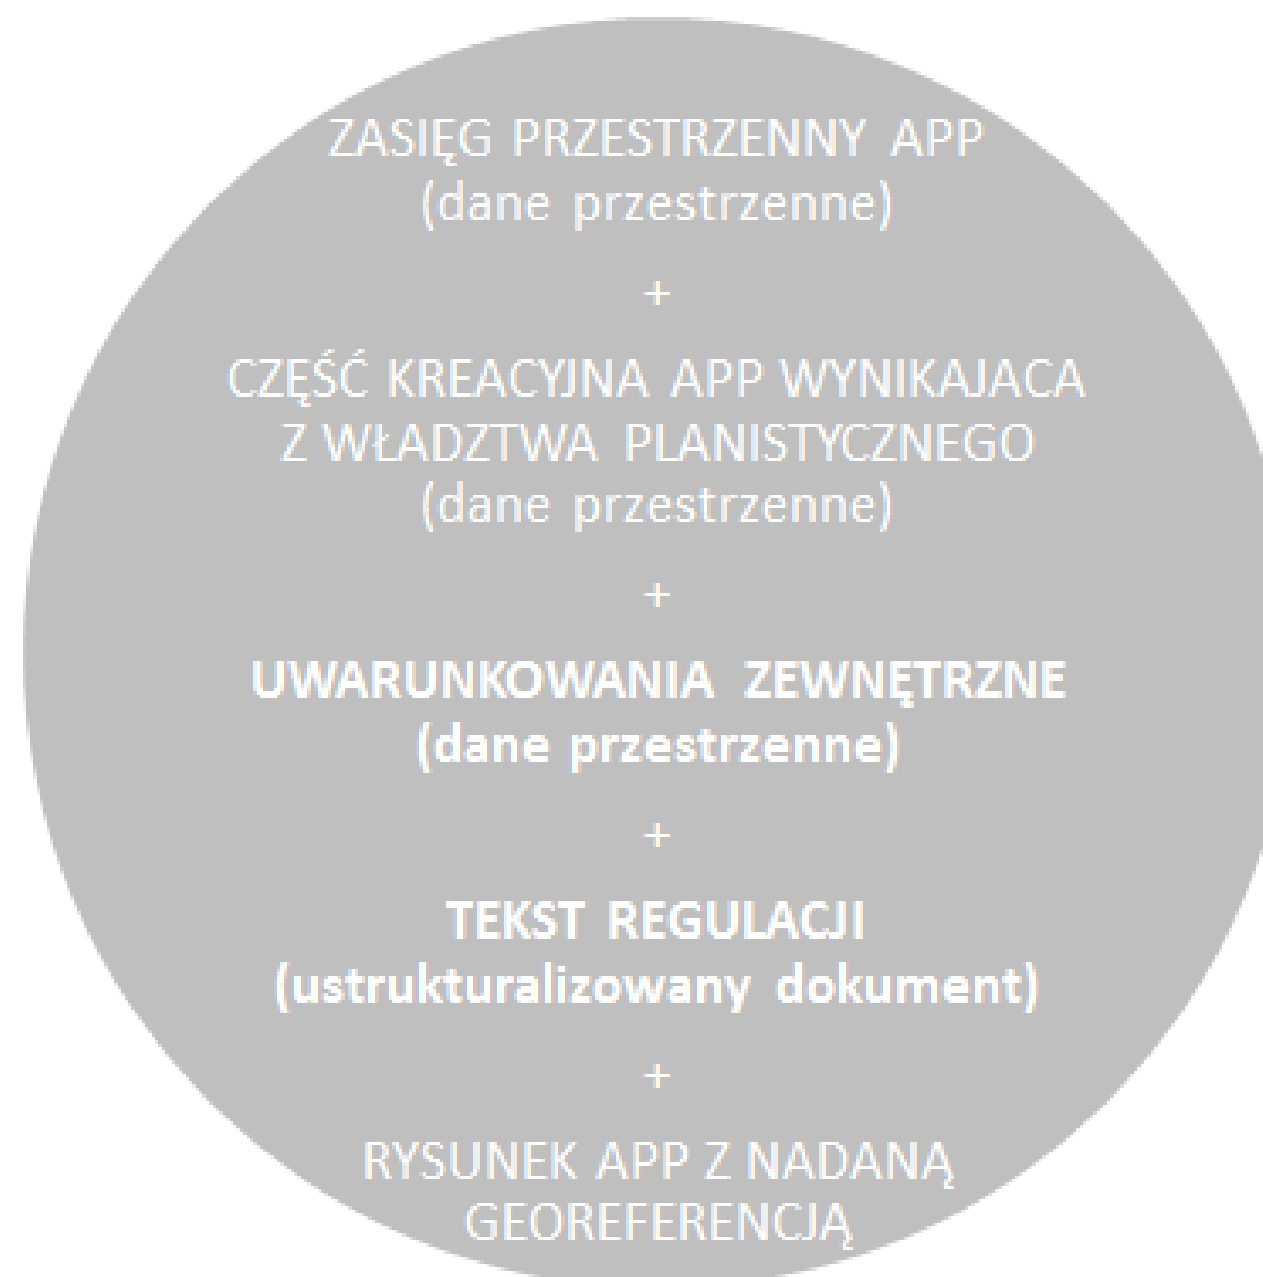 ZASIĘG PRZESTRZENNY APP
(dane przestrzenne)
+
CZĘŚĆ KREACYJNA APP WYNIKAJACA
Z WŁADZTWA PLANISTYCZNEGO
(dane przestrzenne)
+
UWARUNKOWANIA ZEWNĘTRZNE
(dane przestrzenne)
+
TEKST REGULACJI
(ustrukturalizowany dokument)
+
RYSUNEK APP Z NADANĄ
GEOREFERENCJĄ